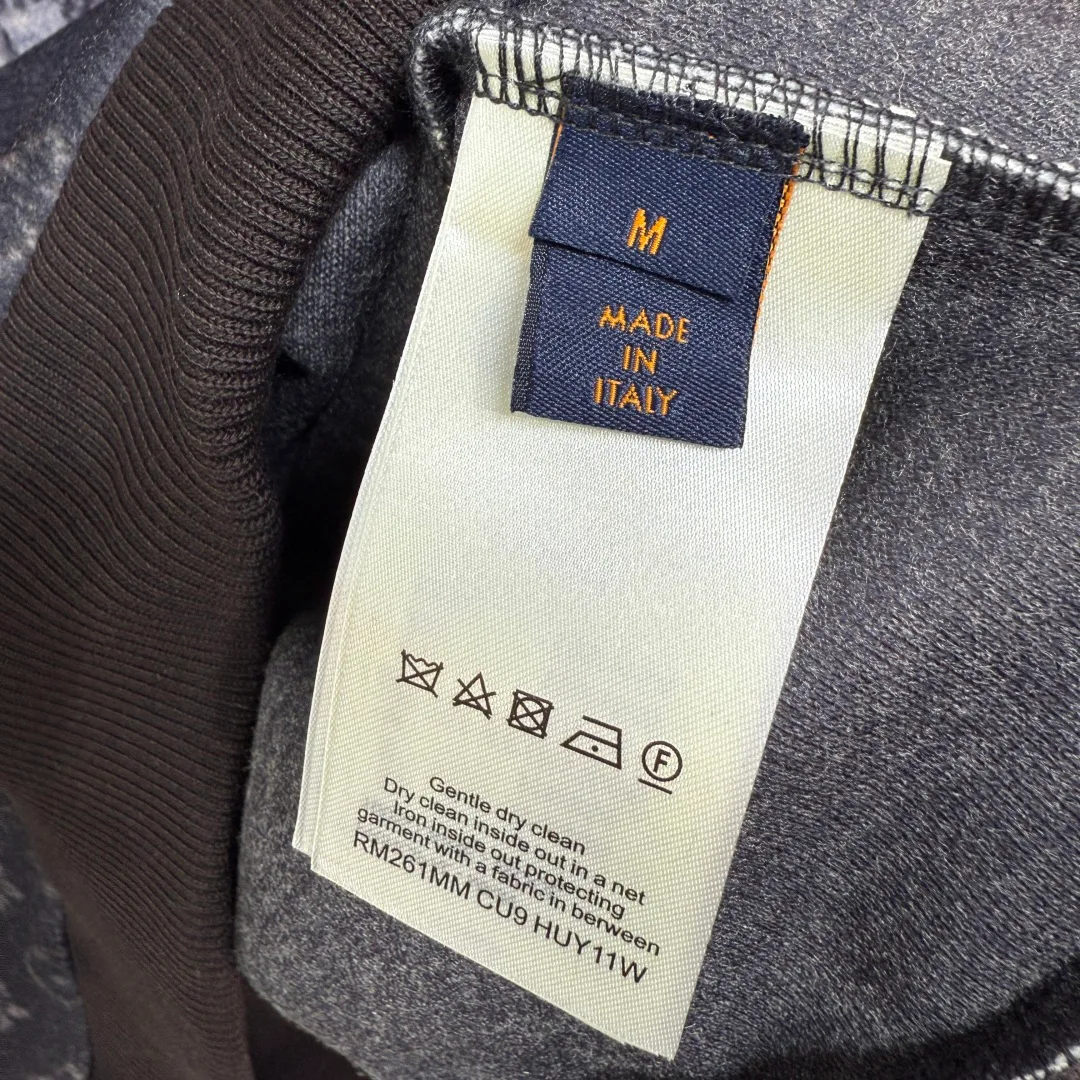 M
MADE
IN
ITALY
F
Gentle dry clean
Dry clean inside out in a net
Iron inside out protecting
garment with a fabric in berween
RM261MM CU9 HUY11W